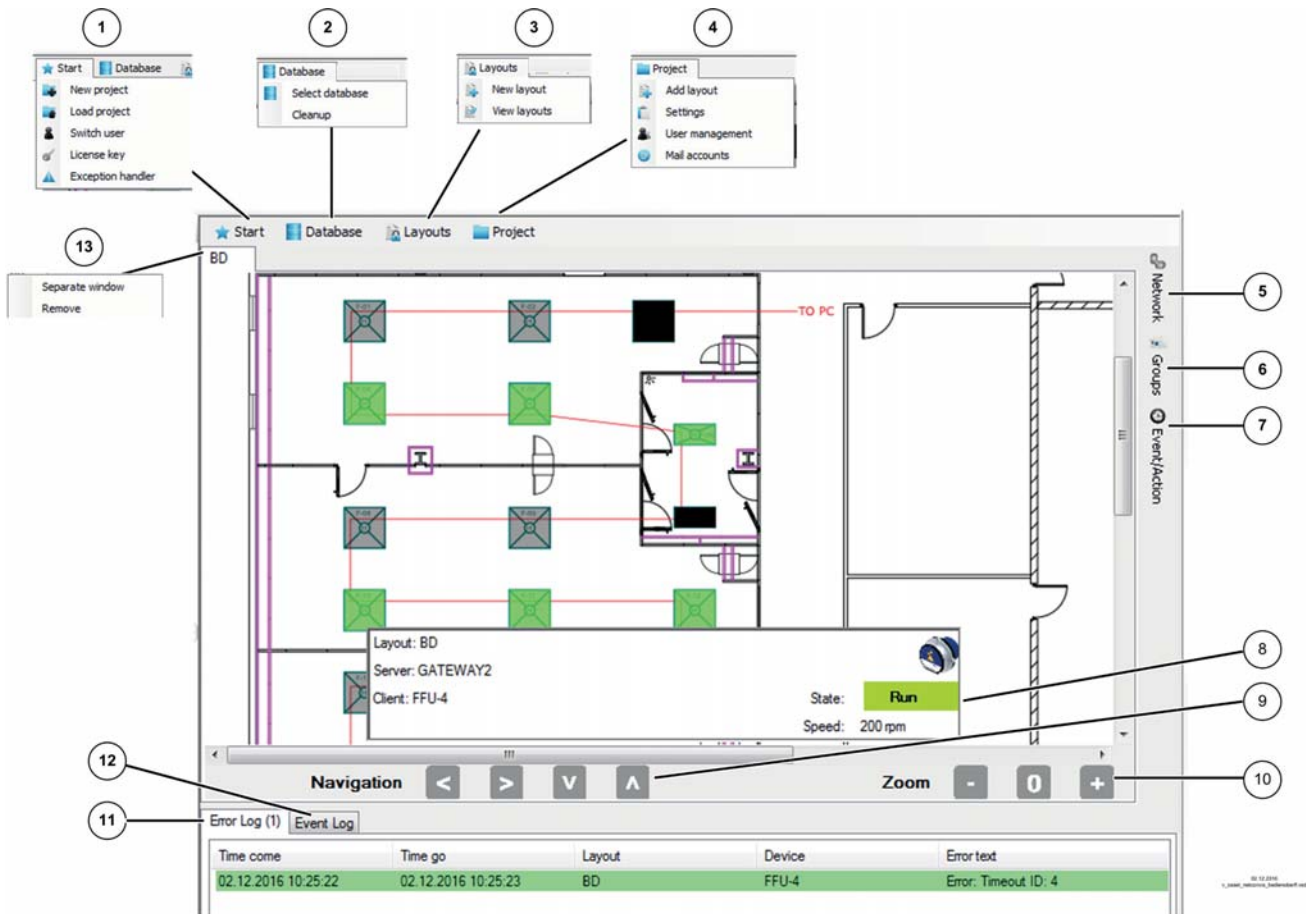 1
2
3
4
Start Database
New project
Load project
Switch user
License key
Exception handler
Database
Select database
Cleanup
Layouts
New layout
View layouts
Project
Add layout
Settings
User management
Mail accounts
13
Separate window
Remove
Start Database Layouts Project
BD
TO PC
Network
Groups
Event/Action
5
6
7
Layout: BD
Server: GATEWAY2
Client: FFU-4
State: Run
Speed: 200 rpm
8
9
10
12
11
Navigation < > V Λ
Zoom - 0 +
Error Log (1) Event Log
Time come Time go Layout Device Error text
02.12.2016 10:25:22 02.12.2016 10:25:23 BD FFU-4 Error: Timeout ID: 4
02.12.2016